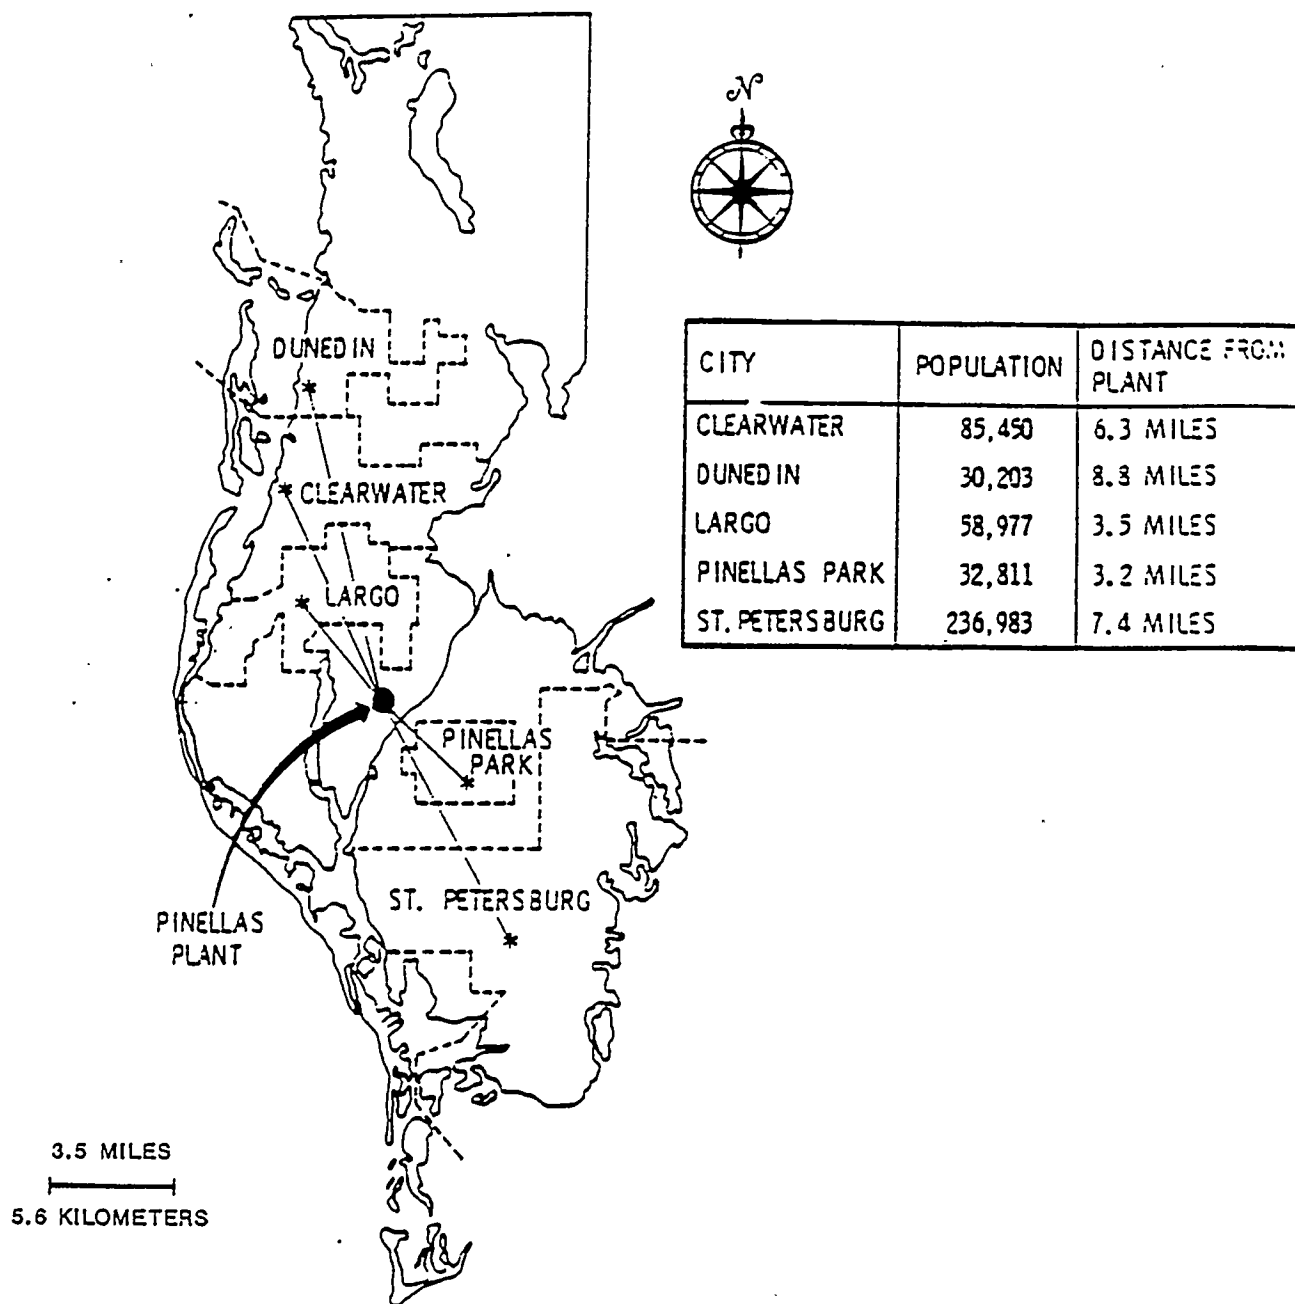 N
DUNEDIN
CLEARWATER
LARGO
PINELLAS
PARK
ST. PETERSBURG
PINELLAS
PLANT
3.5 MILES
5.6 KILOMETERS
CITY POPULATION DISTANCE FROM PLANT
CLEARWATER 85,450 6.3 MILES
DUNEDIN 30,203 8.8 MILES
LARGO 58,977 3.5 MILES
PINELLAS PARK 32,811 3.2 MILES
ST. PETERSBURG 236,983 7.4 MILES